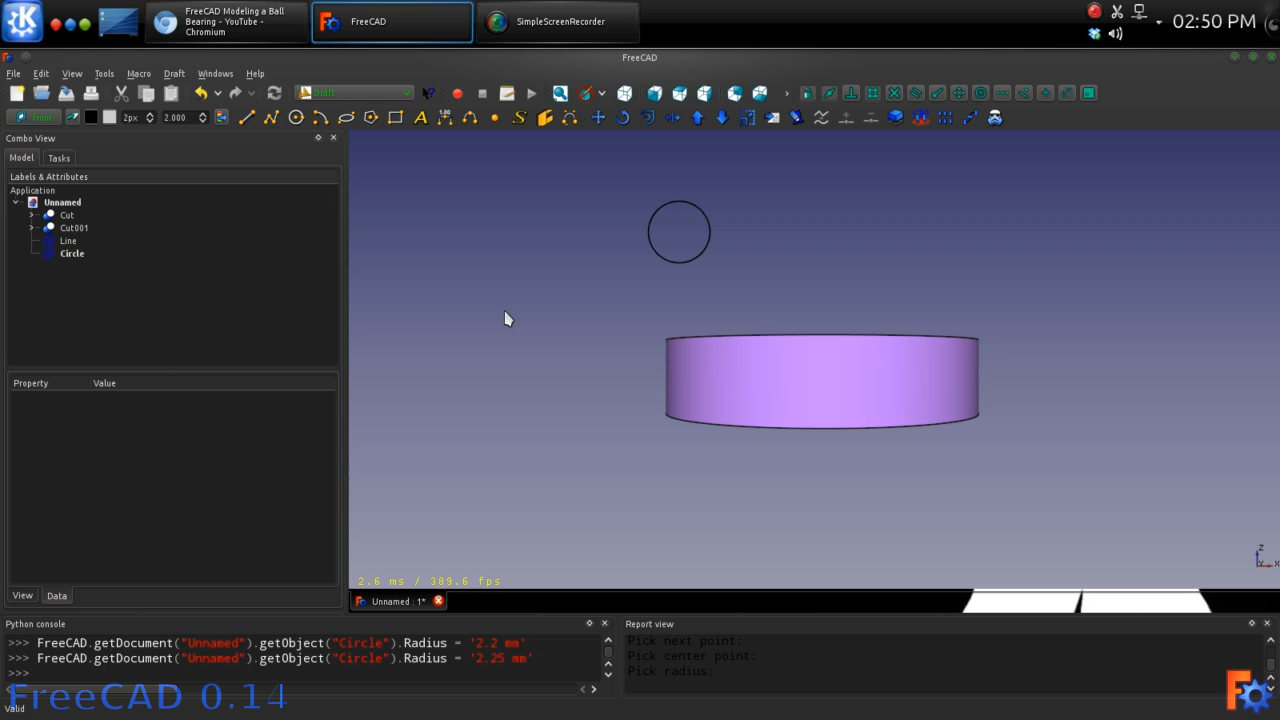 FreeCAD Modeling a Ball
Bearing - YouTube -
Chromium
FreeCAD
SimpleScreenRecorder
02:50 PM
FreeCAD
File Edit View Tools Macro Draft Windows Help
Draft
front 2px 2.000 A 1.00 S
Combo View
Model Tasks
Labels & Attributes
Application
Unnamed
Cut
Cut001
Line
Circle
Property Value
View Data
2.6 ms / 389.6 fps
Z
X
Unnamed : 1*
Python console
>>> FreeCAD.getDocument("Unnamed").getObject("Circle").Radius = '2.2 mm'
>>> FreeCAD.getDocument("Unnamed").getObject("Circle").Radius = '2.25 mm'
>>>
Report view
Pick next point:
Pick center point:
Pick radius:
FreeCAD 0.14
Valid